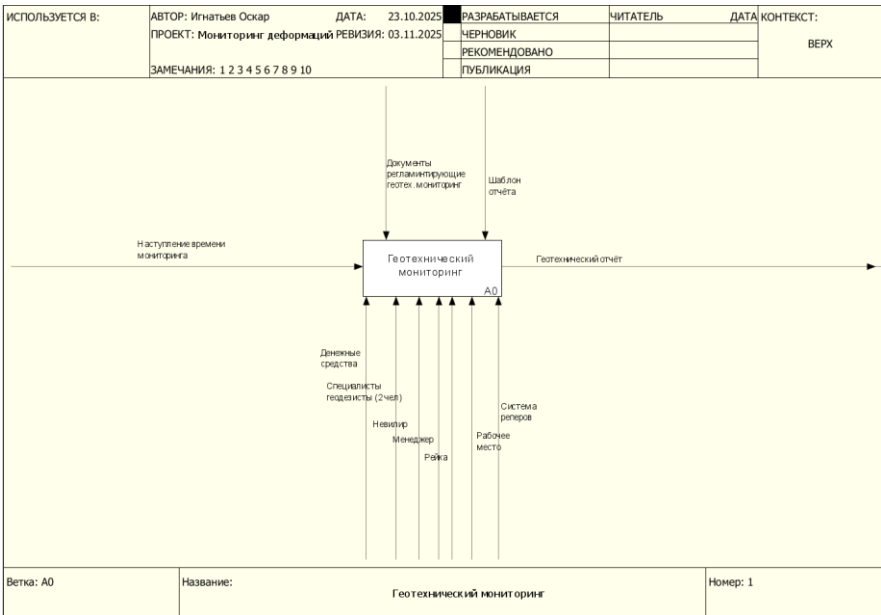 ИСПОЛЬЗУЕТСЯ В:
АВТОР: Игнатьев Оскар
ДАТА: 23.10.2025
РАЗРАБАТЫВАЕТСЯ
ЧИТАТЕЛЬ
ДАТА
КОНТЕКСТ:
ПРОЕКТ: Мониторинг деформаций
РЕВИЗИЯ: 03.11.2025
ЧЕРНОВИК
ВЕРХ
РЕКОМЕНДОВАНО
ЗАМЕЧАНИЯ: 1 2 3 4 5 6 7 8 9 10
ПУБЛИКАЦИЯ
Документы
регламинтирующие
геотех. мониторинг
Шаблон
отчёта
Наступление времени
мониторинга
Геотехнический
мониторинг
A0
Геотехнический отчёт
Денежные
средства
Специалисты
геодезисты (2 чел)
Невилир
Менеджер
Рейка
Рабочее
место
Система
реперов
Ветка: A0
Название:
Геотехнический мониторинг
Номер: 1